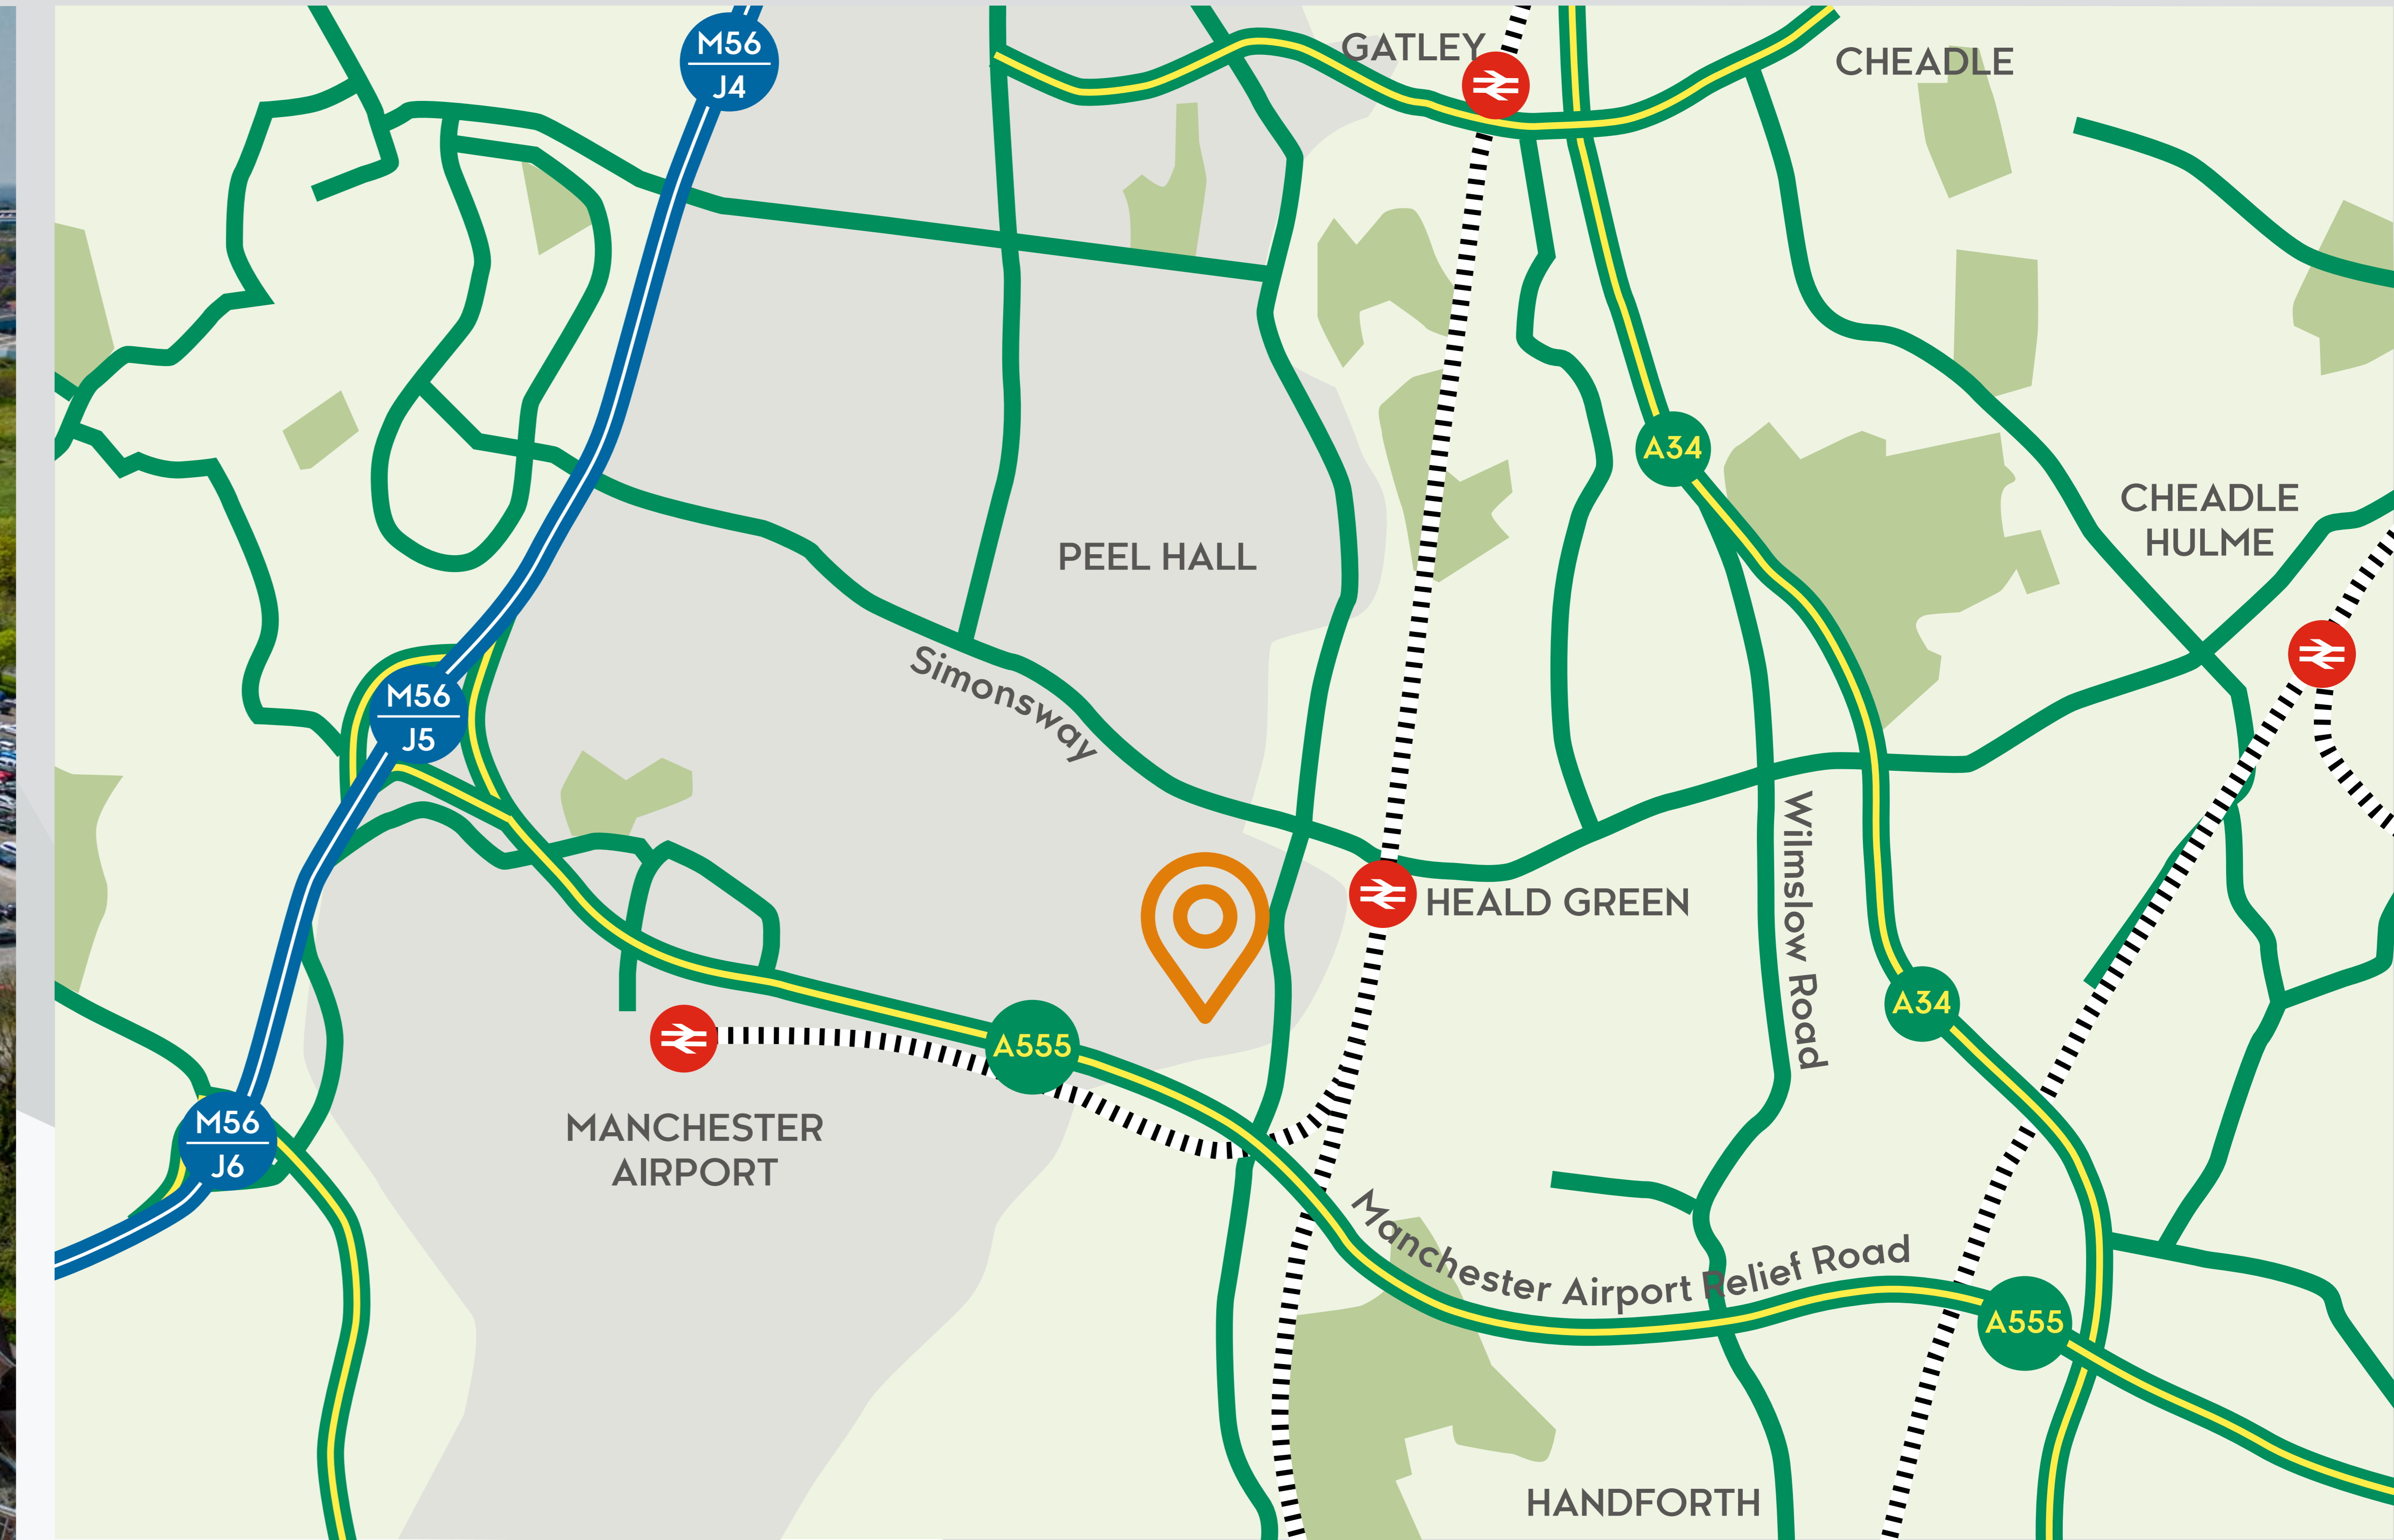 M56
J4
GATLEY
CHEADLE
A34
CHEADLE
HULME
PEEL HALL
Simonsway
M56
J5
Wilmslow Road
HEALD GREEN
A34
A555
MANCHESTER
AIRPORT
M56
J6
Manchester Airport Relief Road
A555
HANDFORTH